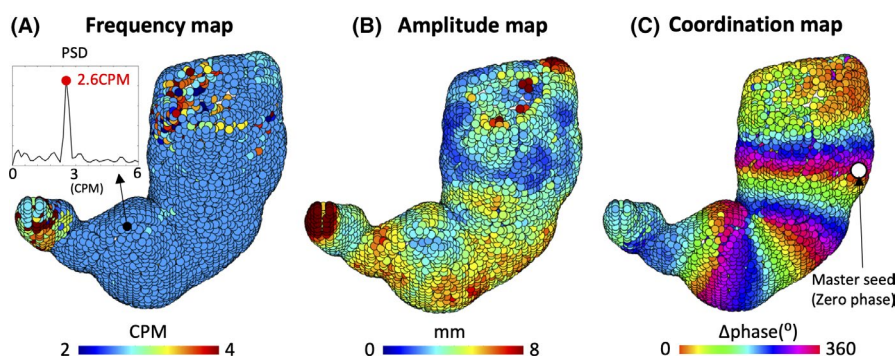 (A) Frequency map
PSD
2.6CPM
0 3 6
(CPM)
CPM
2 4
(B) Amplitude map
mm
0 8
(C) Coordination map
Master seed
(Zero phase)
Δphase(⁰)
0 360